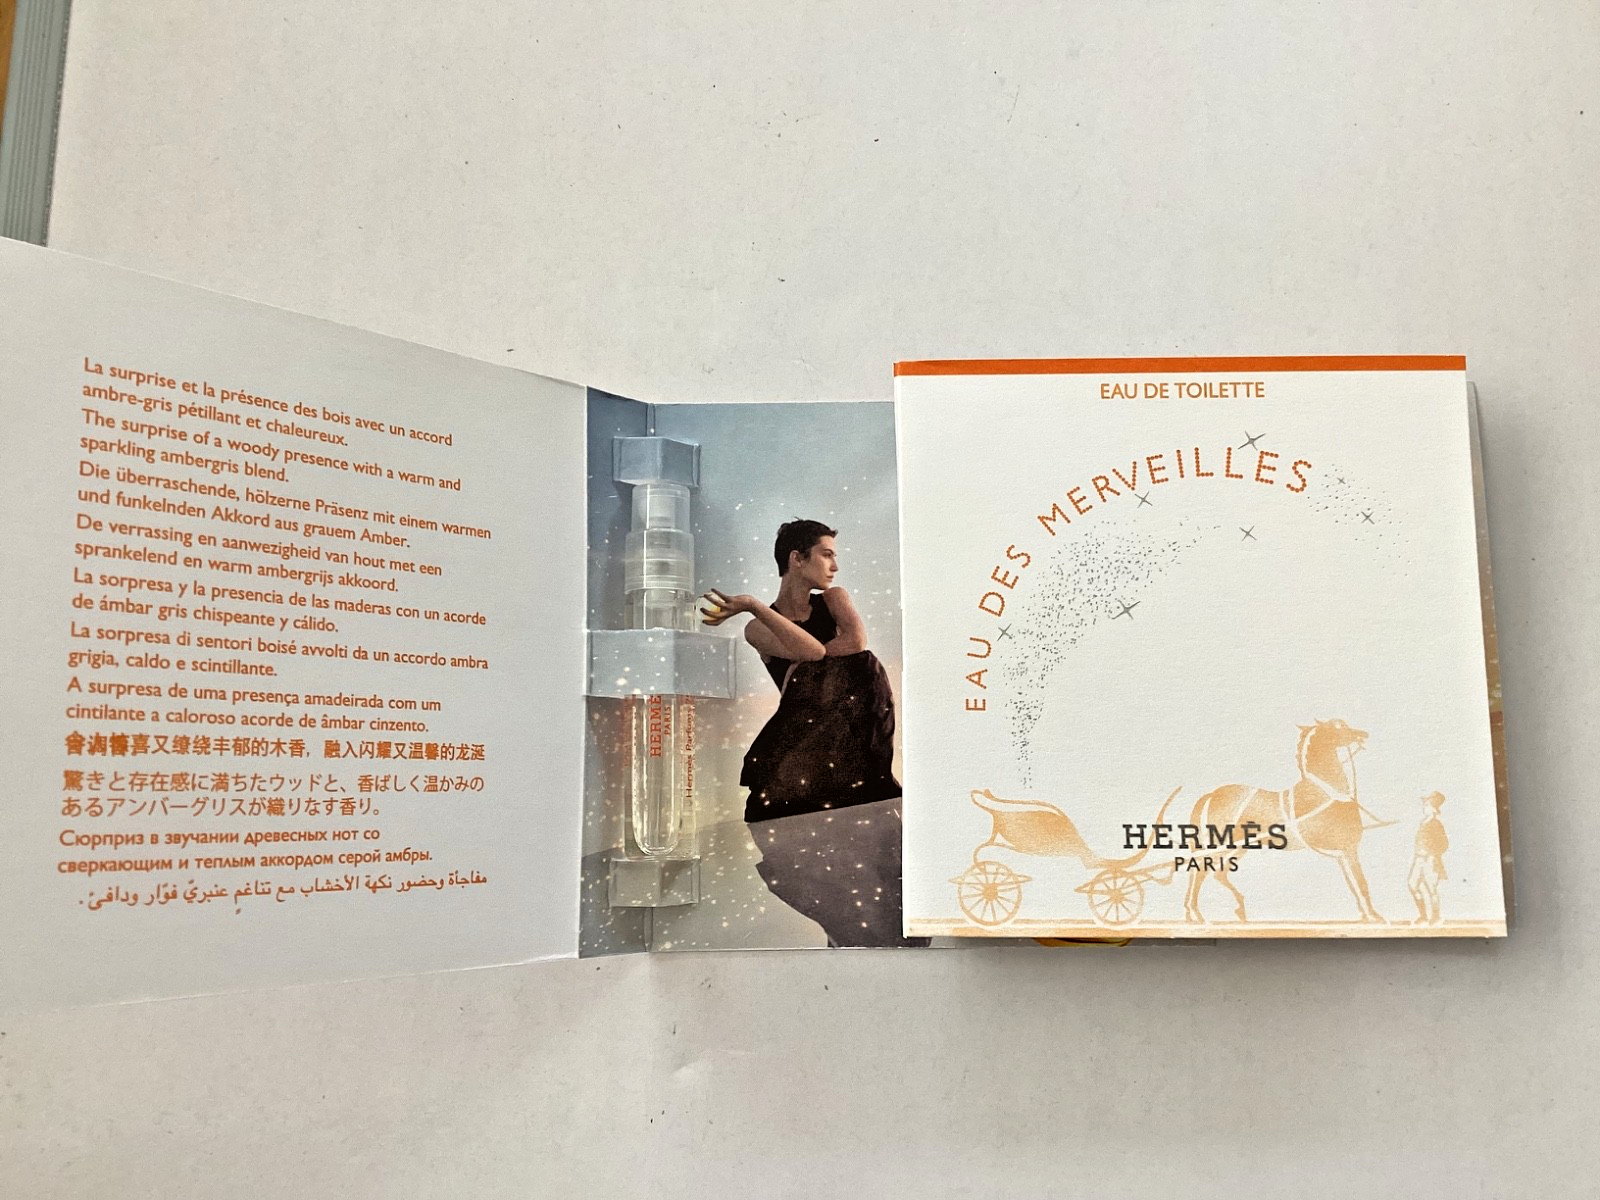 La surprise et la présence des bois avec un accord
ambre-gris pétillant et chaleureux.
The surprise of a woody presence with a warm and
sparkling ambergris blend.
Die überraschende, hölzerne Präsenz mit einem warmen
und funkelnden Akkord aus grauem Amber.
De verrassing en aanwezigheid van hout met een
sprankelend en warm ambergrijs akkoord.
La sorpresa y la presencia de las maderas con un acorde
de ámbar gris chispeante y cálido.
La sorpresa di sentori boisé avvolti da un accordo ambra
grigia, caldo e scintillante.
A surpresa de uma presença amadeirada com um
cintilante a caloroso acorde de âmbar cinzento.
喜又缭绕丰郁的木香，融入闪耀又温馨的龙涎
驚きと存在感に満ちたウッドと、香ばしく温かみの
あるアンバーグリスが織りなす香り。
Сюрприз в звучании древесных нот со
сверкающим и теплым аккордом серой амбры.
مفاجأة وحضور نكهة الأخشاب مع تناغم عنبريّ فوّار ودافئ.
HERMÈ
PARIS
Hermès Parfums
EAU DE TOILETTE
EAU DES MERVEILLES
HERMÈS
PARIS